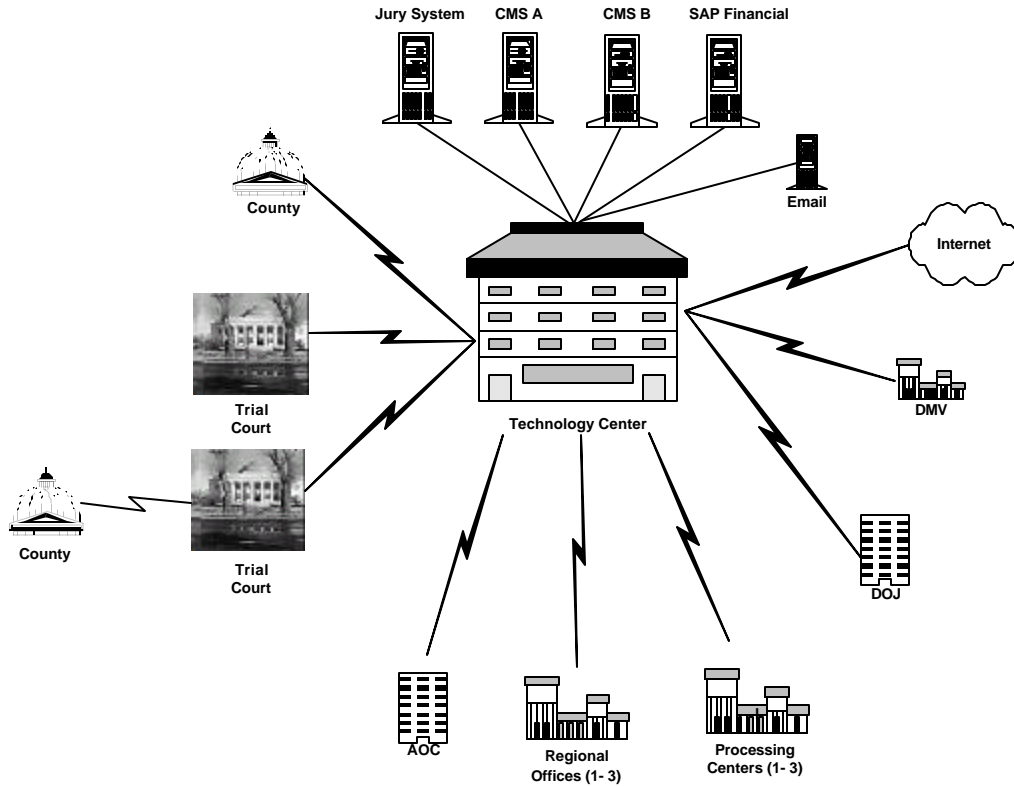 Jury System
CMS A
CMS B
SAP Financial
County
Email
Internet
Trial
Court
DMV
Technology Center
County
Trial
Court
DOJ
AOC
Regional
Offices (1- 3)
Processing
Centers (1- 3)